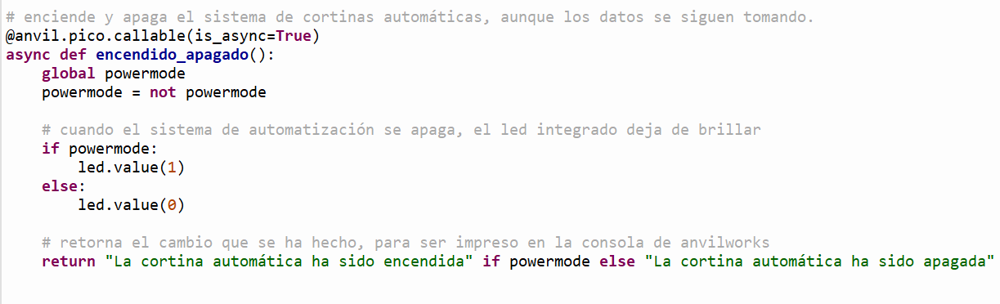 # enciende y apaga el sistema de cortinas automáticas, aunque los datos se siguen tomando.
@anvil.pico.callable(is_async=True)
async def encendido_apagado():
    global powermode
    powermode = not powermode

    # cuando el sistema de automatización se apaga, el led integrado deja de brillar
    if powermode:
        led.value(1)
    else:
        led.value(0)

    # retorna el cambio que se ha hecho, para ser impreso en la consola de anvilworks
    return "La cortina automática ha sido encendida" if powermode else "La cortina automática ha sido apagada"